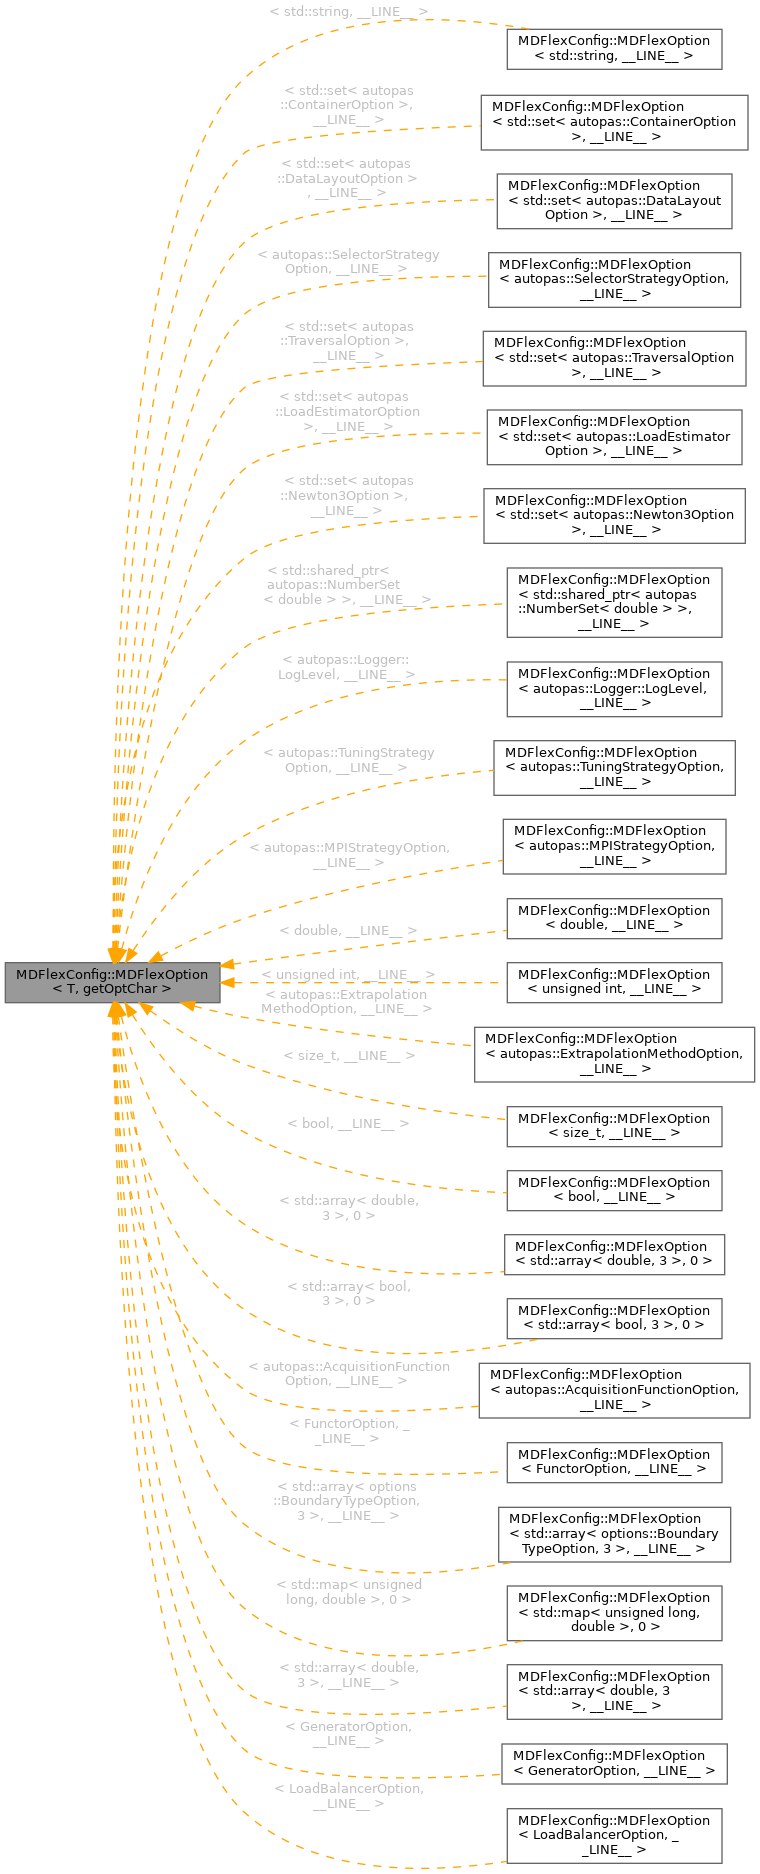 < std::string, __LINE__ >
MDFlexConfig::MDFlexOption
< std::string, __LINE__ >
< std::set< autopas
::ContainerOption >,
__LINE__ >
MDFlexConfig::MDFlexOption
< std::set< autopas::ContainerOption
>, __LINE__ >
< std::set< autopas
::DataLayoutOption >
, __LINE__ >
MDFlexConfig::MDFlexOption
< std::set< autopas::DataLayout
Option >, __LINE__ >
< autopas::SelectorStrategy
Option, __LINE__ >
MDFlexConfig::MDFlexOption
< autopas::SelectorStrategyOption,
__LINE__ >
< std::set< autopas
::TraversalOption >,
__LINE__ >
MDFlexConfig::MDFlexOption
< std::set< autopas::TraversalOption
>, __LINE__ >
< std::set< autopas
::LoadEstimatorOption
>, __LINE__ >
MDFlexConfig::MDFlexOption
< std::set< autopas::LoadEstimator
Option >, __LINE__ >
< std::set< autopas
::Newton3Option >,
__LINE__ >
MDFlexConfig::MDFlexOption
< std::set< autopas::Newton3Option
>, __LINE__ >
< std::shared_ptr<
autopas::NumberSet
< double > >, __LINE__ >
MDFlexConfig::MDFlexOption
< std::shared_ptr< autopas
::NumberSet< double > >,
__LINE__ >
< autopas::Logger::
LogLevel, __LINE__ >
MDFlexConfig::MDFlexOption
< autopas::Logger::LogLevel,
__LINE__ >
< autopas::TuningStrategy
Option, __LINE__ >
MDFlexConfig::MDFlexOption
< autopas::TuningStrategyOption,
__LINE__ >
< autopas::MPIStrategyOption,
__LINE__ >
MDFlexConfig::MDFlexOption
< autopas::MPIStrategyOption,
__LINE__ >
< double, __LINE__ >
MDFlexConfig::MDFlexOption
< double, __LINE__ >
MDFlexConfig::MDFlexOption
< T, getOptChar >
< unsigned int, __LINE__ >
MDFlexConfig::MDFlexOption
< unsigned int, __LINE__ >
< autopas::Extrapolation
MethodOption, __LINE__ >
MDFlexConfig::MDFlexOption
< autopas::ExtrapolationMethodOption,
__LINE__ >
< size_t, __LINE__ >
MDFlexConfig::MDFlexOption
< size_t, __LINE__ >
< bool, __LINE__ >
MDFlexConfig::MDFlexOption
< bool, __LINE__ >
< std::array< double,
3 >, 0 >
MDFlexConfig::MDFlexOption
< std::array< double, 3 >, 0 >
< std::array< bool,
3 >, 0 >
MDFlexConfig::MDFlexOption
< std::array< bool, 3 >, 0 >
< autopas::AcquisitionFunction
Option, __LINE__ >
MDFlexConfig::MDFlexOption
< autopas::AcquisitionFunctionOption,
__LINE__ >
< FunctorOption, _
_LINE__ >
MDFlexConfig::MDFlexOption
< FunctorOption, __LINE__ >
< std::array< options
::BoundaryTypeOption,
3 >, __LINE__ >
MDFlexConfig::MDFlexOption
< std::array< options::Boundary
TypeOption, 3 >, __LINE__ >
< std::map< unsigned
long, double >, 0 >
MDFlexConfig::MDFlexOption
< std::map< unsigned long,
double >, 0 >
< std::array< double,
3 >, __LINE__ >
MDFlexConfig::MDFlexOption
< std::array< double, 3
>, __LINE__ >
< GeneratorOption,
__LINE__ >
MDFlexConfig::MDFlexOption
< GeneratorOption, __LINE__ >
< LoadBalancerOption,
__LINE__ >
MDFlexConfig::MDFlexOption
< LoadBalancerOption, _
_LINE__ >